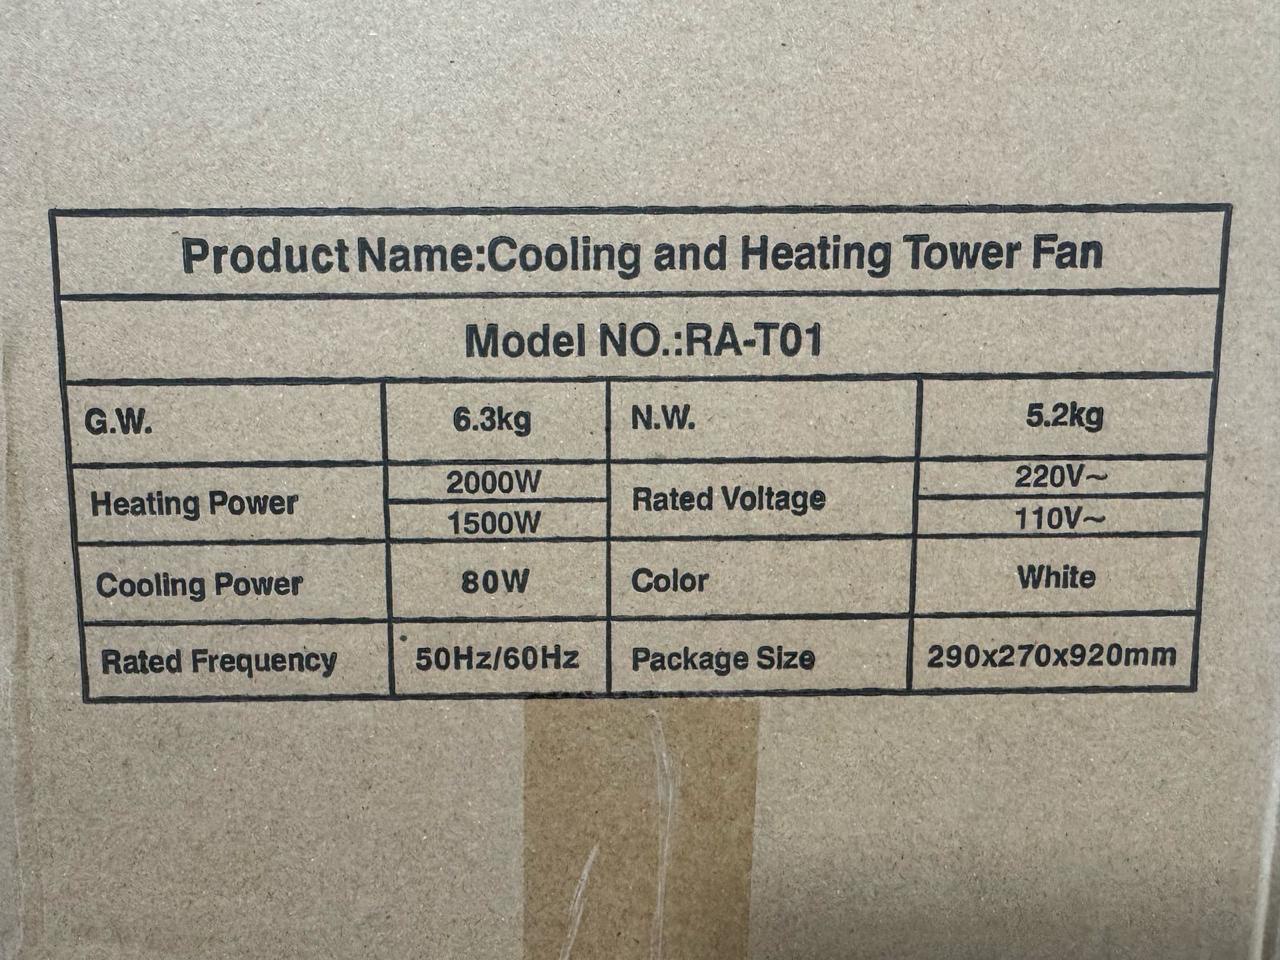 Product Name:Cooling and Heating Tower Fan
Model NO.:RA-T01
G.W. 6.3kg N.W. 5.2kg
Heating Power 2000W 1500W Rated Voltage 220V~ 110V~
Cooling Power 80W Color White
Rated Frequency 50Hz/60Hz Package Size 290x270x920mm